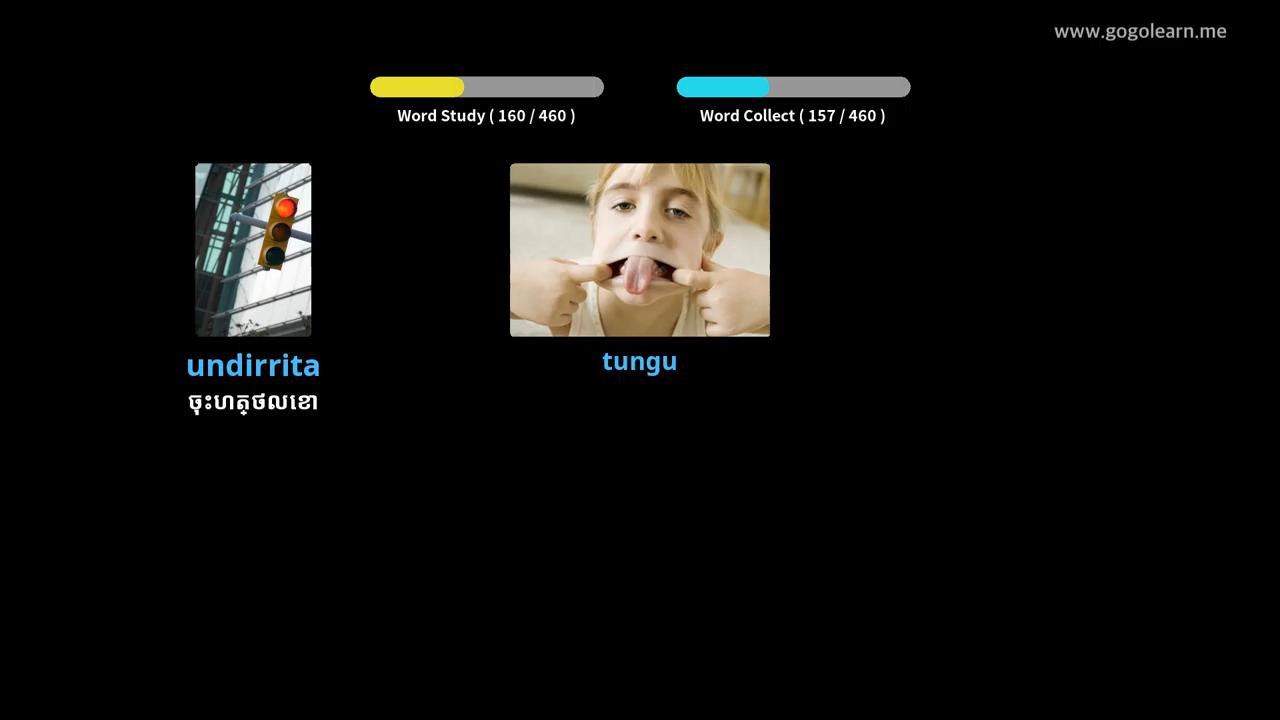 www.gogolearn.me
Word Study ( 160 / 460 )
Word Collect ( 157 / 460 )
undirrita
ចុះហត្ថលេខា
tungu